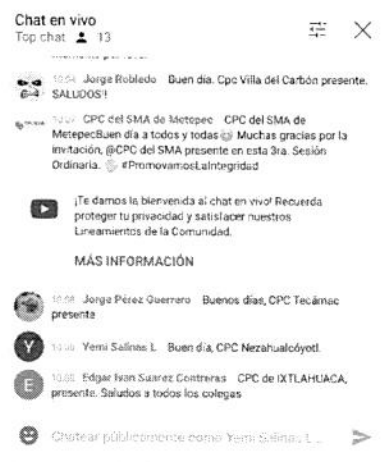 Chat en vivo
Top chat 13
10:04 Jorge Robledo Buen día. Cpc Villa del Carbón presente.
SALUDOS'!
CPC del SMA de Metepec CPC del SMA de
MetepecBuen día a todos y todas Muchas gracias por la
invitación, @CPC del SMA presente en esta 3ra. Sesión
Ordinaria. #PromovamosLaIntegridad
¡Te damos la bienvenida al chat en vivo! Recuerda
proteger tu privacidad y satisfacer nuestros
Lineamientos de la Comunidad.
MÁS INFORMACIÓN
10:08 Jorge Pérez Guerrero Buenos días, CPC Tecámac
presente
Y Yemi Salinas L Buen día, CPC Nezahualcóyotl.
E Edgar Ivan Suarez Contreras CPC de IXTLAHUACA,
presente. Saludos a todos los colegas
Chatear públicamente como Yemi Salinas L...